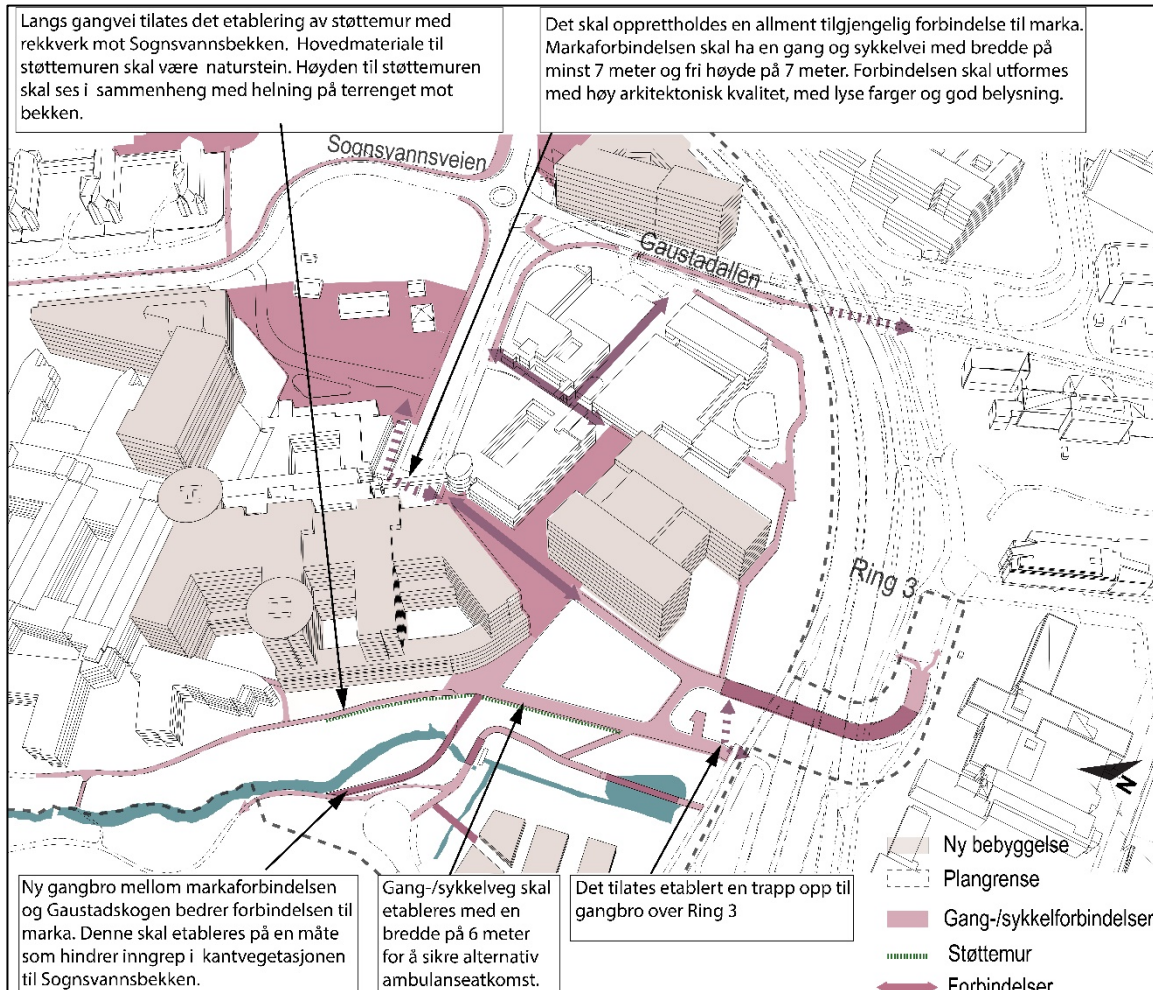 Langs gangvei tilates det etablering av støttemur med
rekkverk mot Sognsvannsbekken. Hovedmateriale til
støttemuren skal være naturstein. Høyden til støttemuren
skal ses i sammenheng med helning på terrenget mot
bekken.
Det skal opprettholdes en allment tilgjengelig forbindelse til marka.
Markaforbindelsen skal ha en gang og sykkelvei med bredde på
minst 7 meter og fri høyde på 7 meter. Forbindelsen skal utformes
med høy arkitektonisk kvalitet, med lyse farger og god belysning.
Sognsvannsveien
Gaustadallen
Ring 3
N
Ny gangbro mellom markaforbindelsen
og Gaustadskogen bedrer forbindelsen til
marka. Denne skal etableres på en måte
som hindrer inngrep i kantvegetasjonen
til Sognsvannsbekken.
Gang-/sykkelveg skal
etableres med en
bredde på 6 meter
for å sikre alternativ
ambulanseatkomst.
Det tilates etablert en trapp opp til
gangbro over Ring 3
Ny bebyggelse
Plangrense
Gang-/sykkelforbindelser
Støttemur
Forbindelser